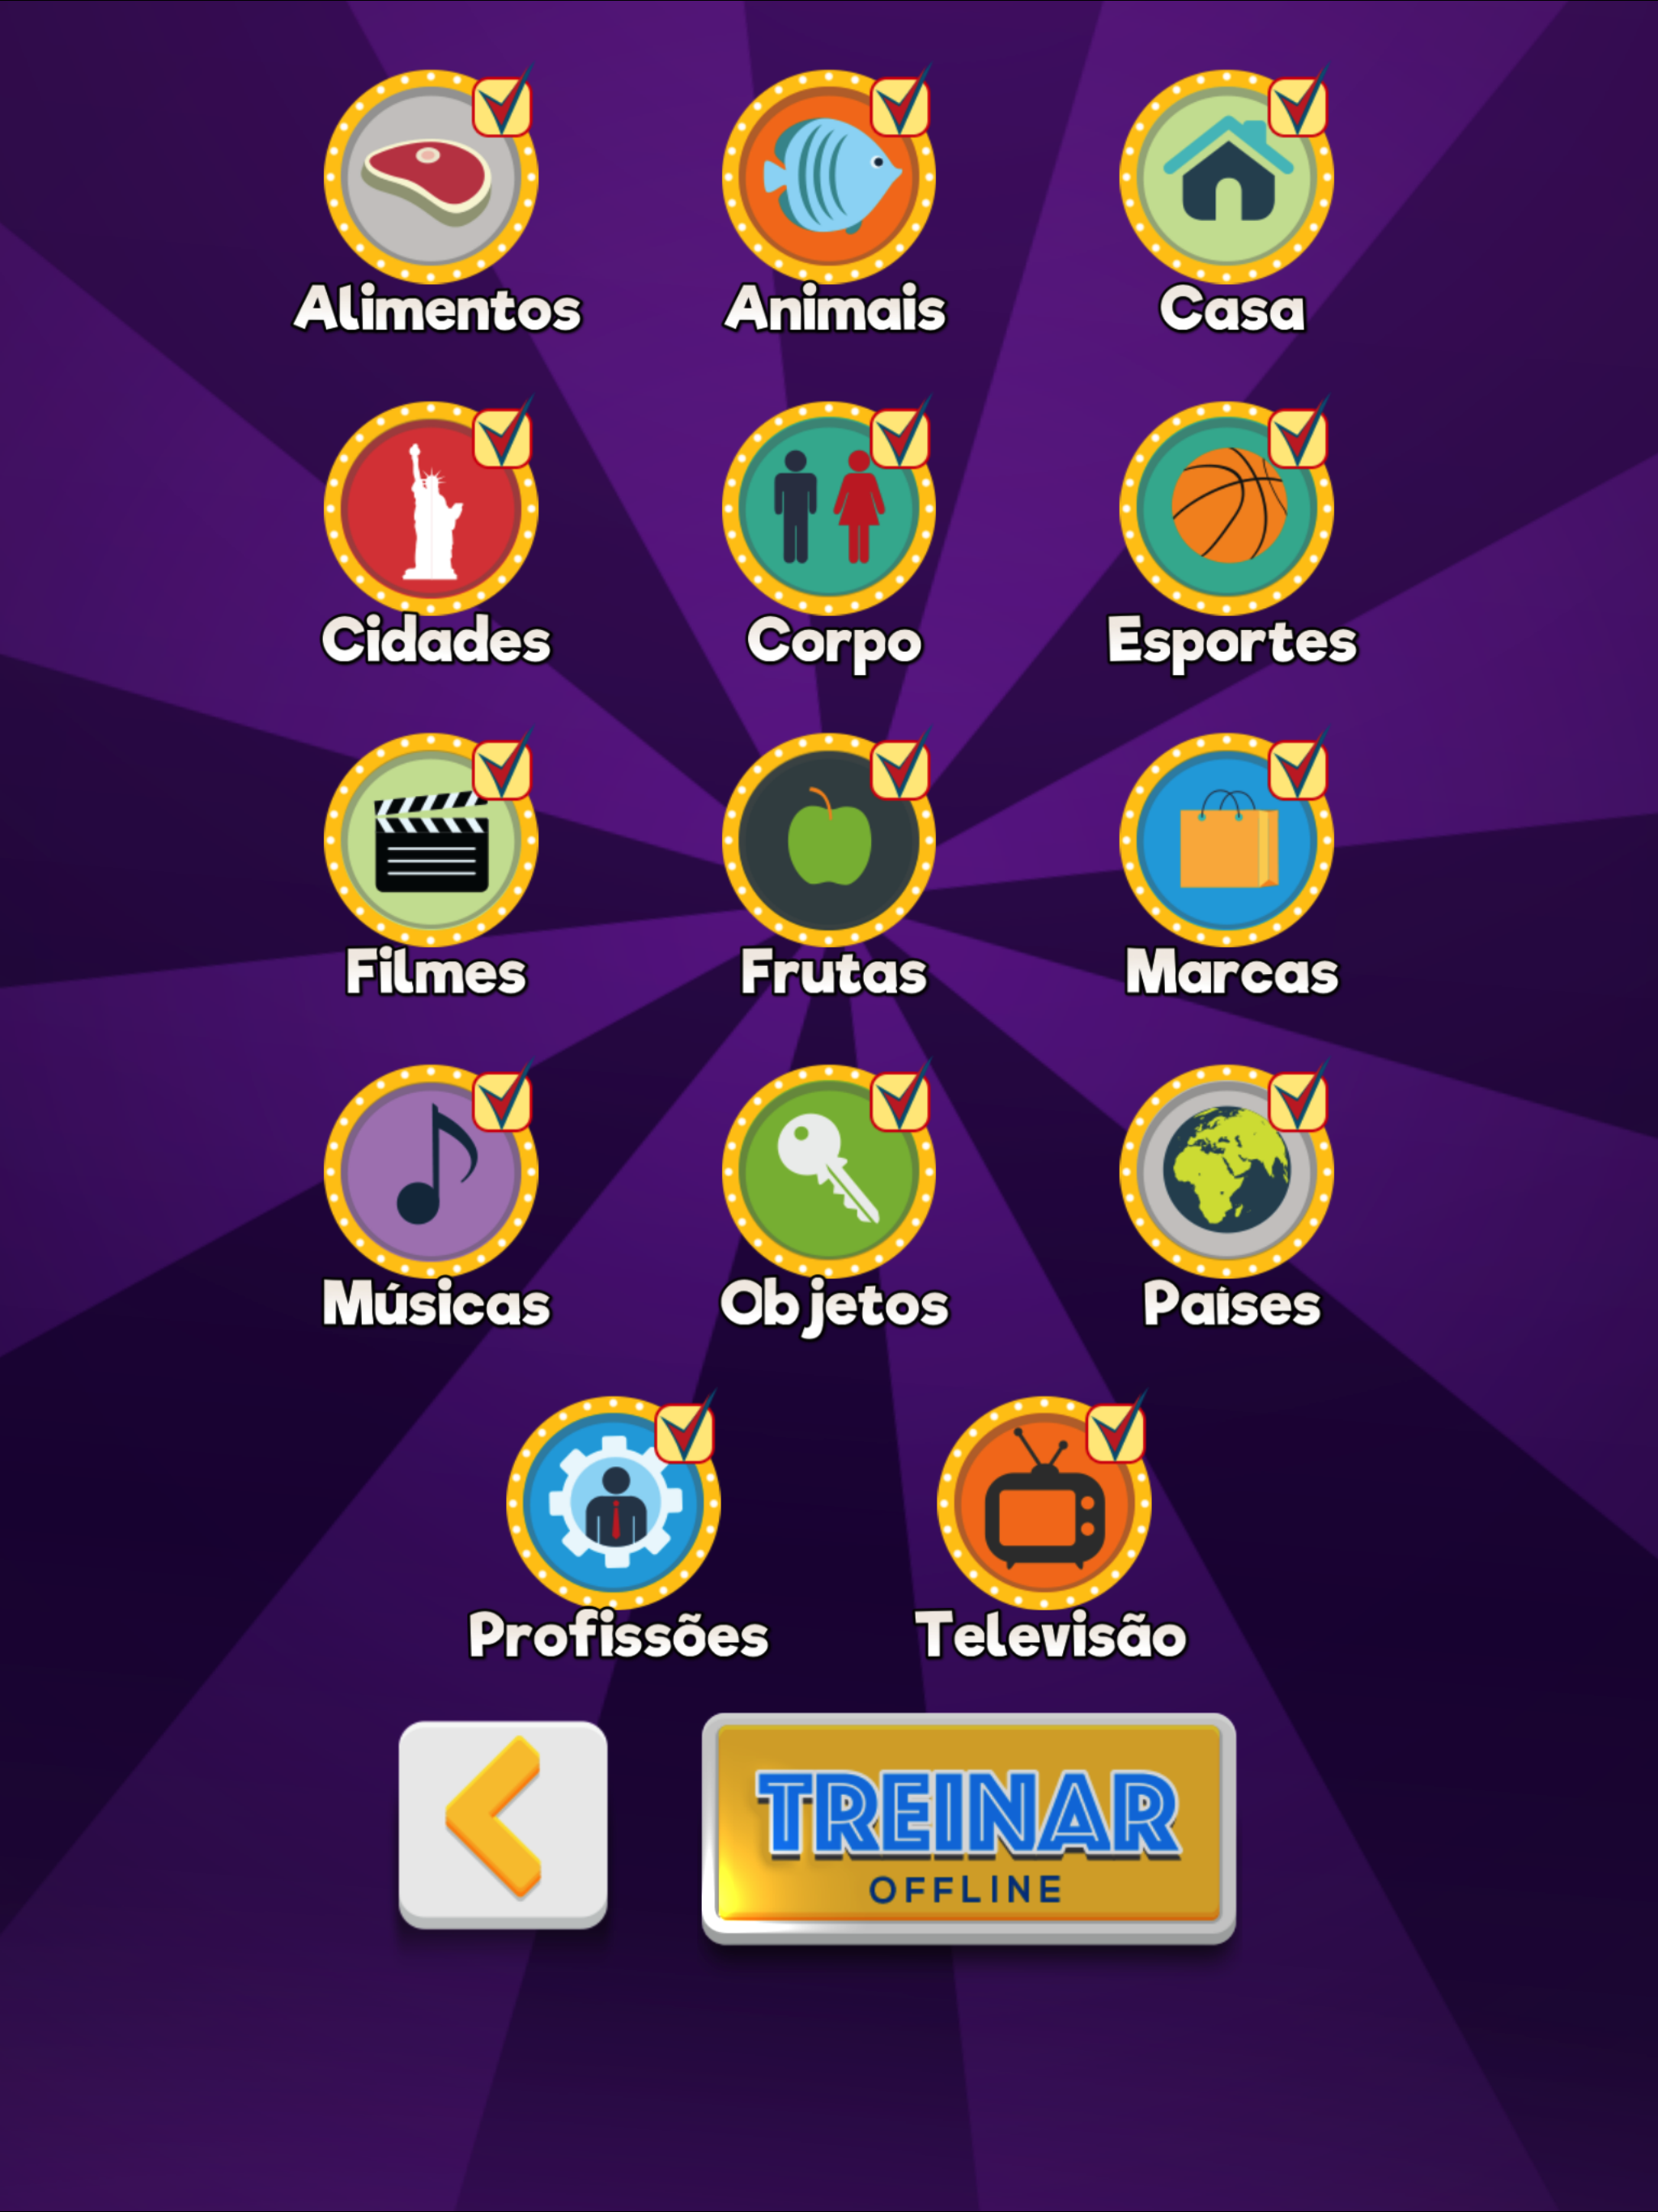 Alimentos Animais Casa
Cidades Corpo Esportes
Filmes Frutas Marcas
Músicas Objetos Países
Profissões Televisão
TREINAR
OFFLINE